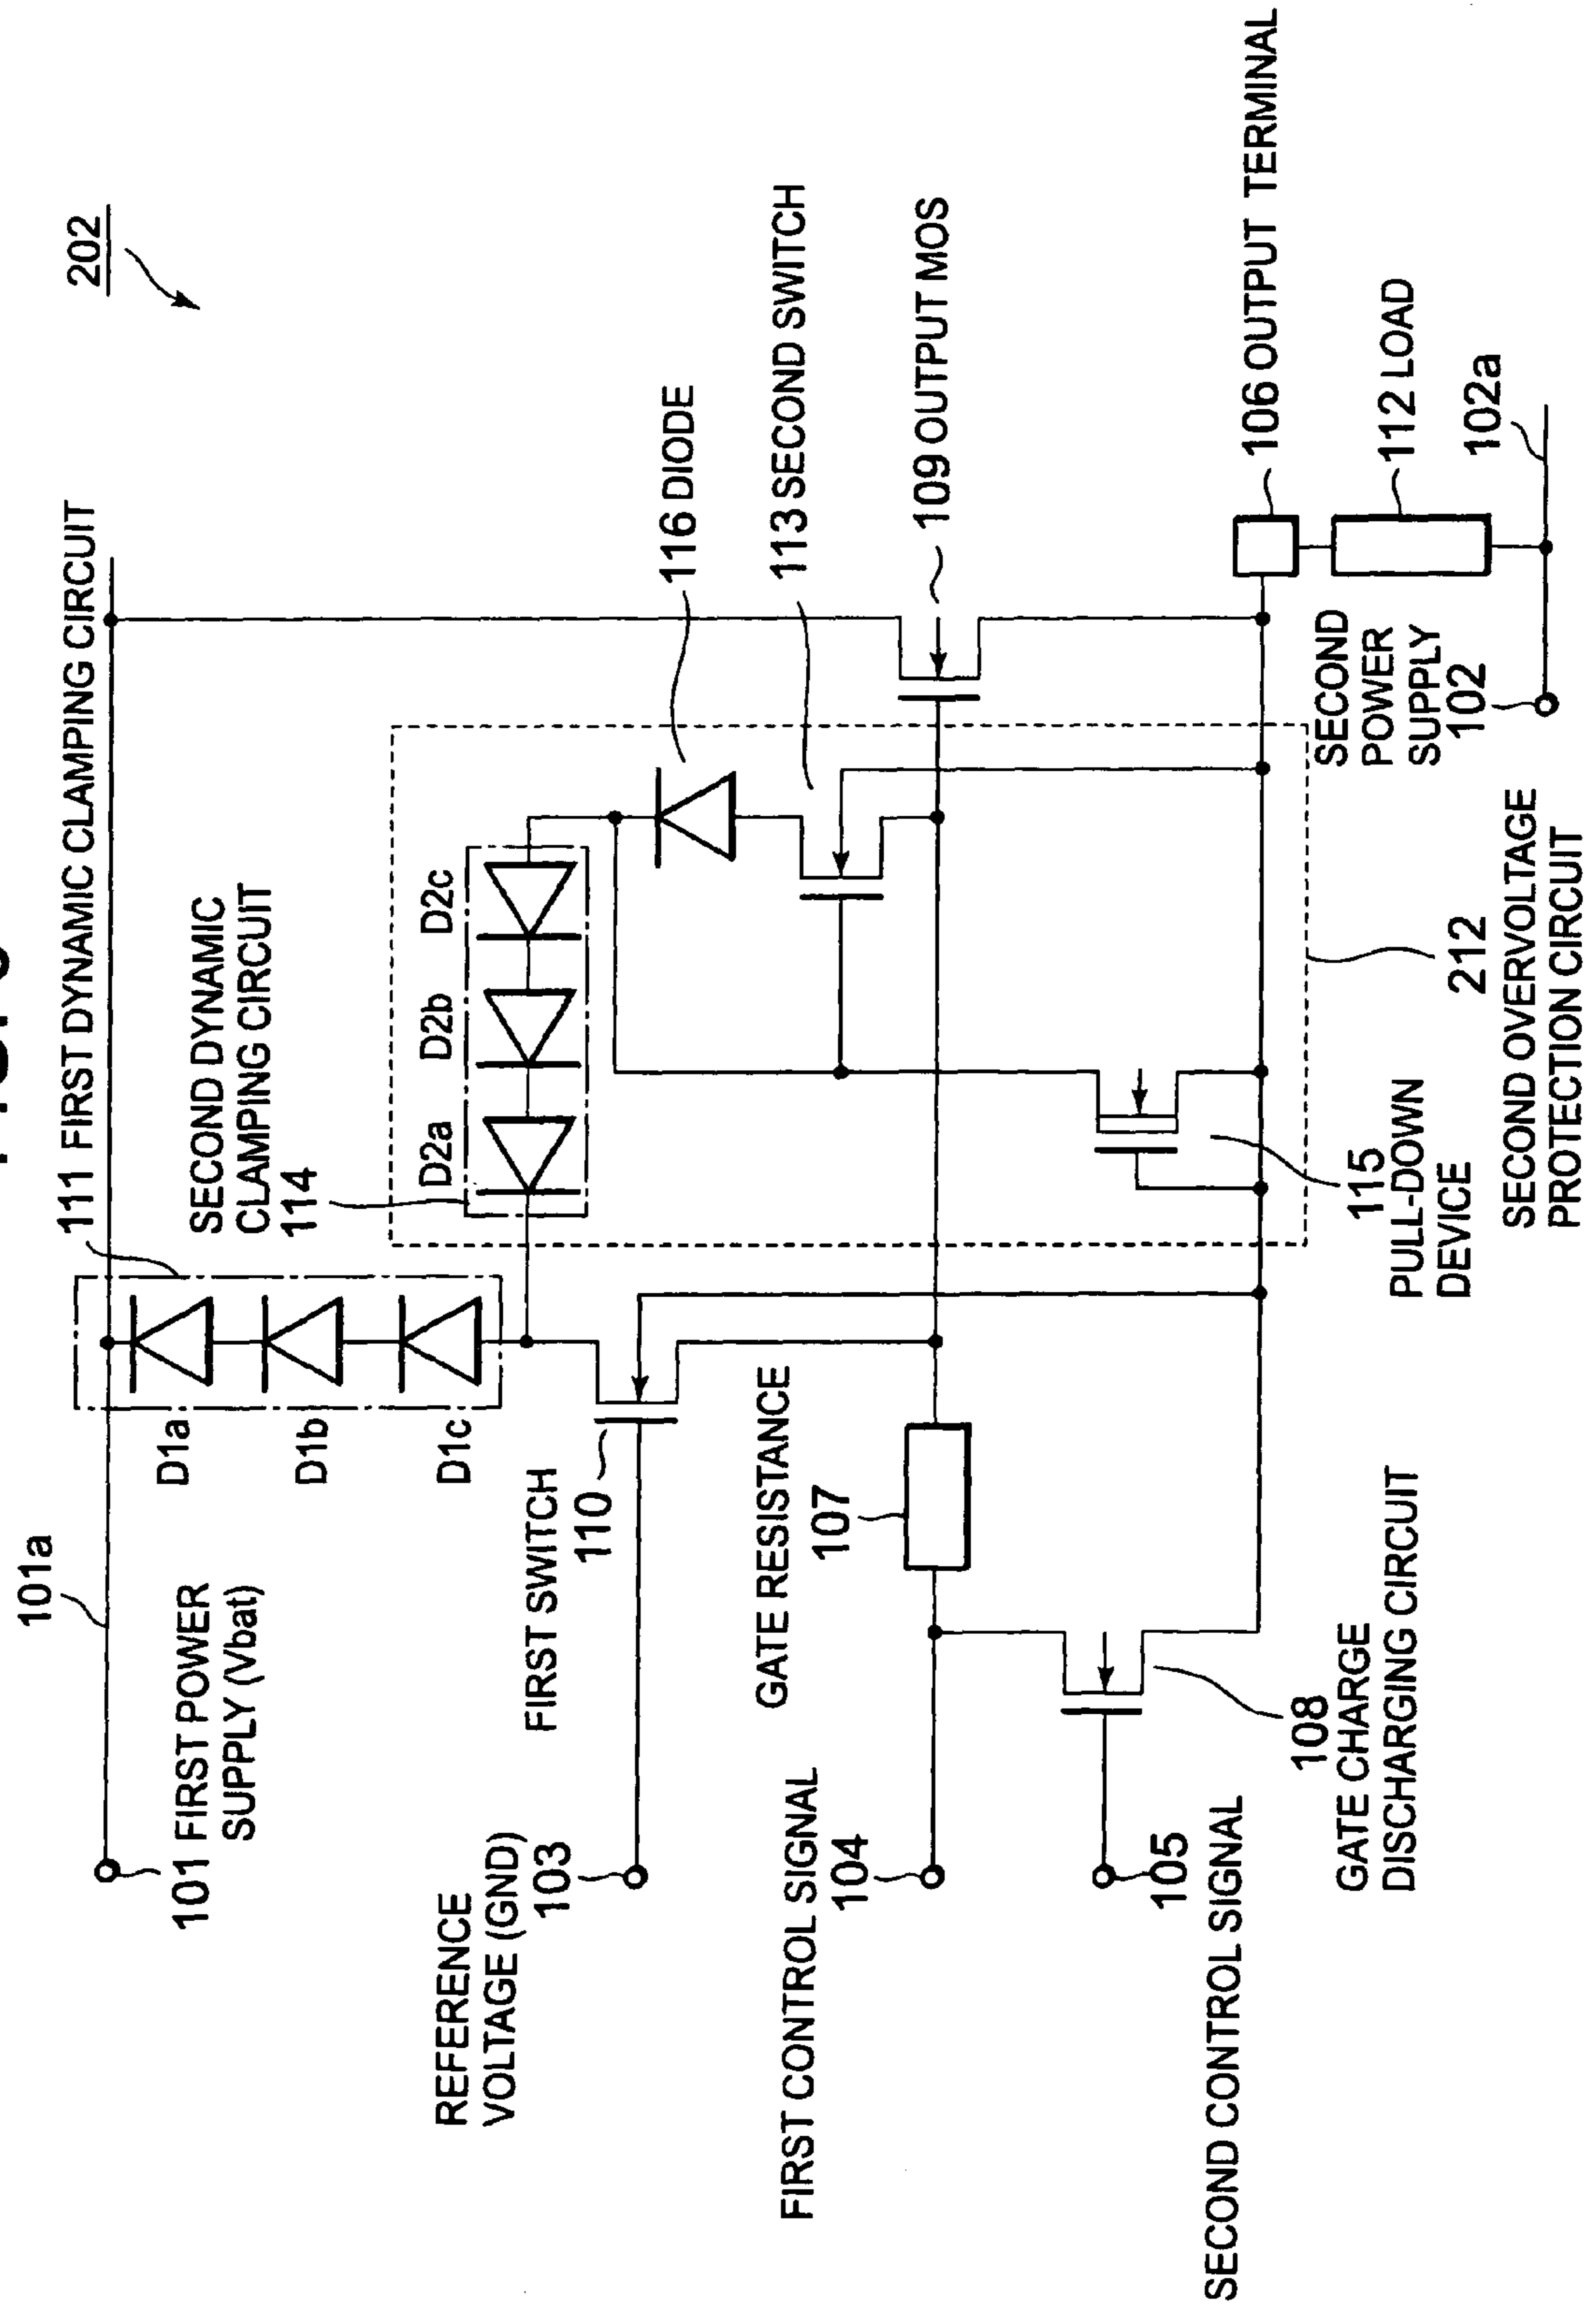 202
101a
101 FIRST POWER
SUPPLY (Vbat)
111 FIRST DYNAMIC CLAMPING CIRCUIT
D1a
D1b
D1c
SECOND DYNAMIC
CLAMPING CIRCUIT
114
D2a
D2b
D2c
116 DIODE
113 SECOND SWITCH
109 OUTPUT MOS
REFERENCE
VOLTAGE (GND)
103
FIRST SWITCH
110
GATE RESISTANCE
107
FIRST CONTROL SIGNAL
104
105
SECOND CONTROL SIGNAL
108
GATE CHARGE
DISCHARGING CIRCUIT
115
PULL-DOWN
DEVICE
212
SECOND OVERVOLTAGE
PROTECTION CIRCUIT
106 OUTPUT TERMINAL
112 LOAD
102a
SECOND
POWER
SUPPLY
102